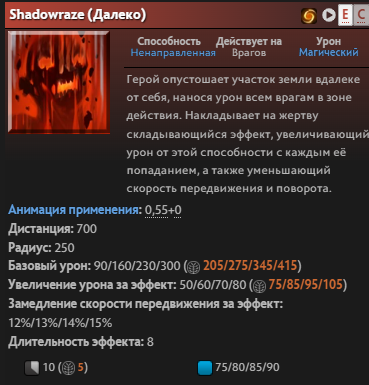 Shadowraze (Далеко)
E C
Способность Действует на Урон
Ненаправленная Врагов Магический
Герой опустошает участок земли вдалеке
от себя, нанося урон всем врагам в зоне
действия. Накладывает на жертву
складывающийся эффект, увеличивающий
урон от этой способности с каждым её
попаданием, а также уменьшающий
скорость передвижения и поворота.
Анимация применения: 0,55+0
Дистанция: 700
Радиус: 250
Базовый урон: 90/160/230/300 (205/275/345/415)
Увеличение урона за эффект: 50/60/70/80 (75/85/95/105)
Замедление скорости передвижения за эффект:
12%/13%/14%/15%
Длительность эффекта: 8
10 (5) 75/80/85/90